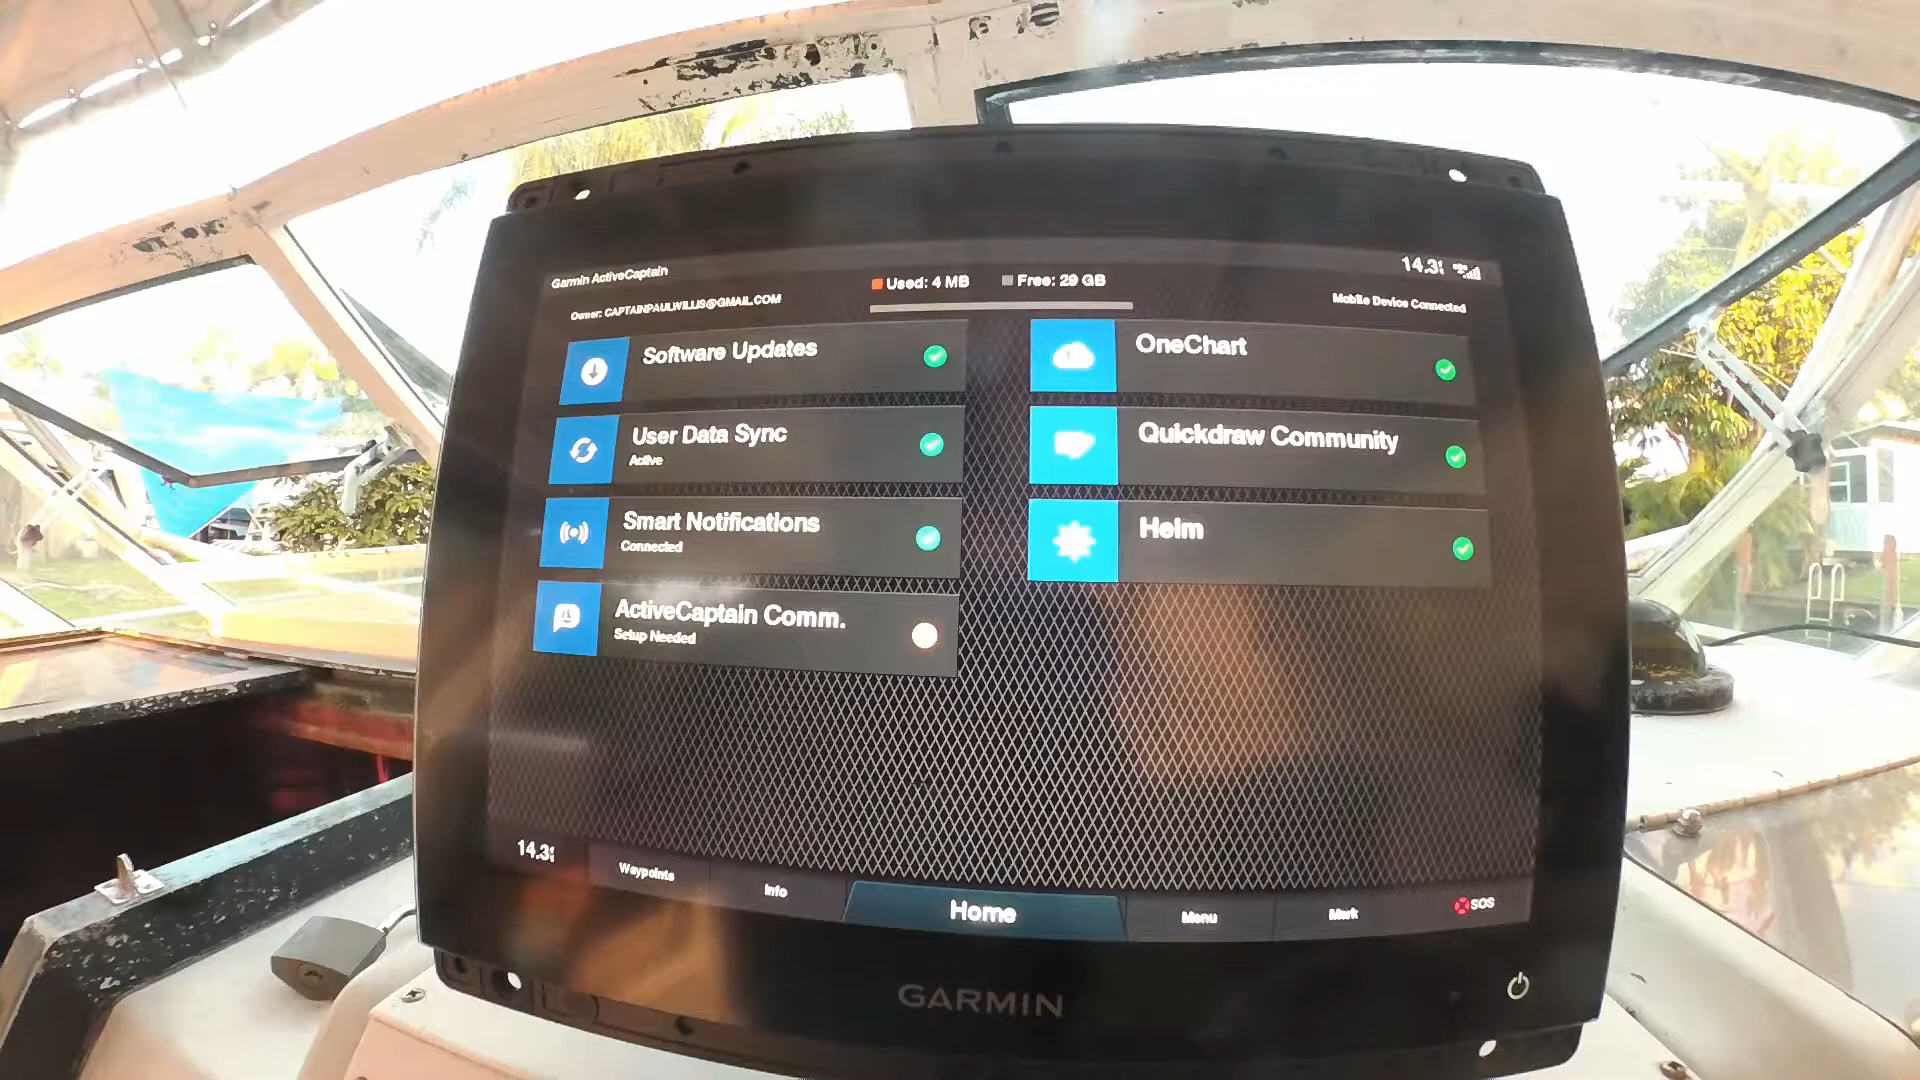 Garmin ActiveCaptain
Used: 4 MB
Free: 29 GB
Owner: CAPTAINPAULWILLIS@GMAIL.COM
Mobile Device Connected
Software Updates
OneChart
User Data Sync
Active
Quickdraw Community
Smart Notifications
Connected
Helm
ActiveCaptain Comm.
Setup Needed
Waypoints
Info
Home
Menu
Mark
SOS
GARMIN